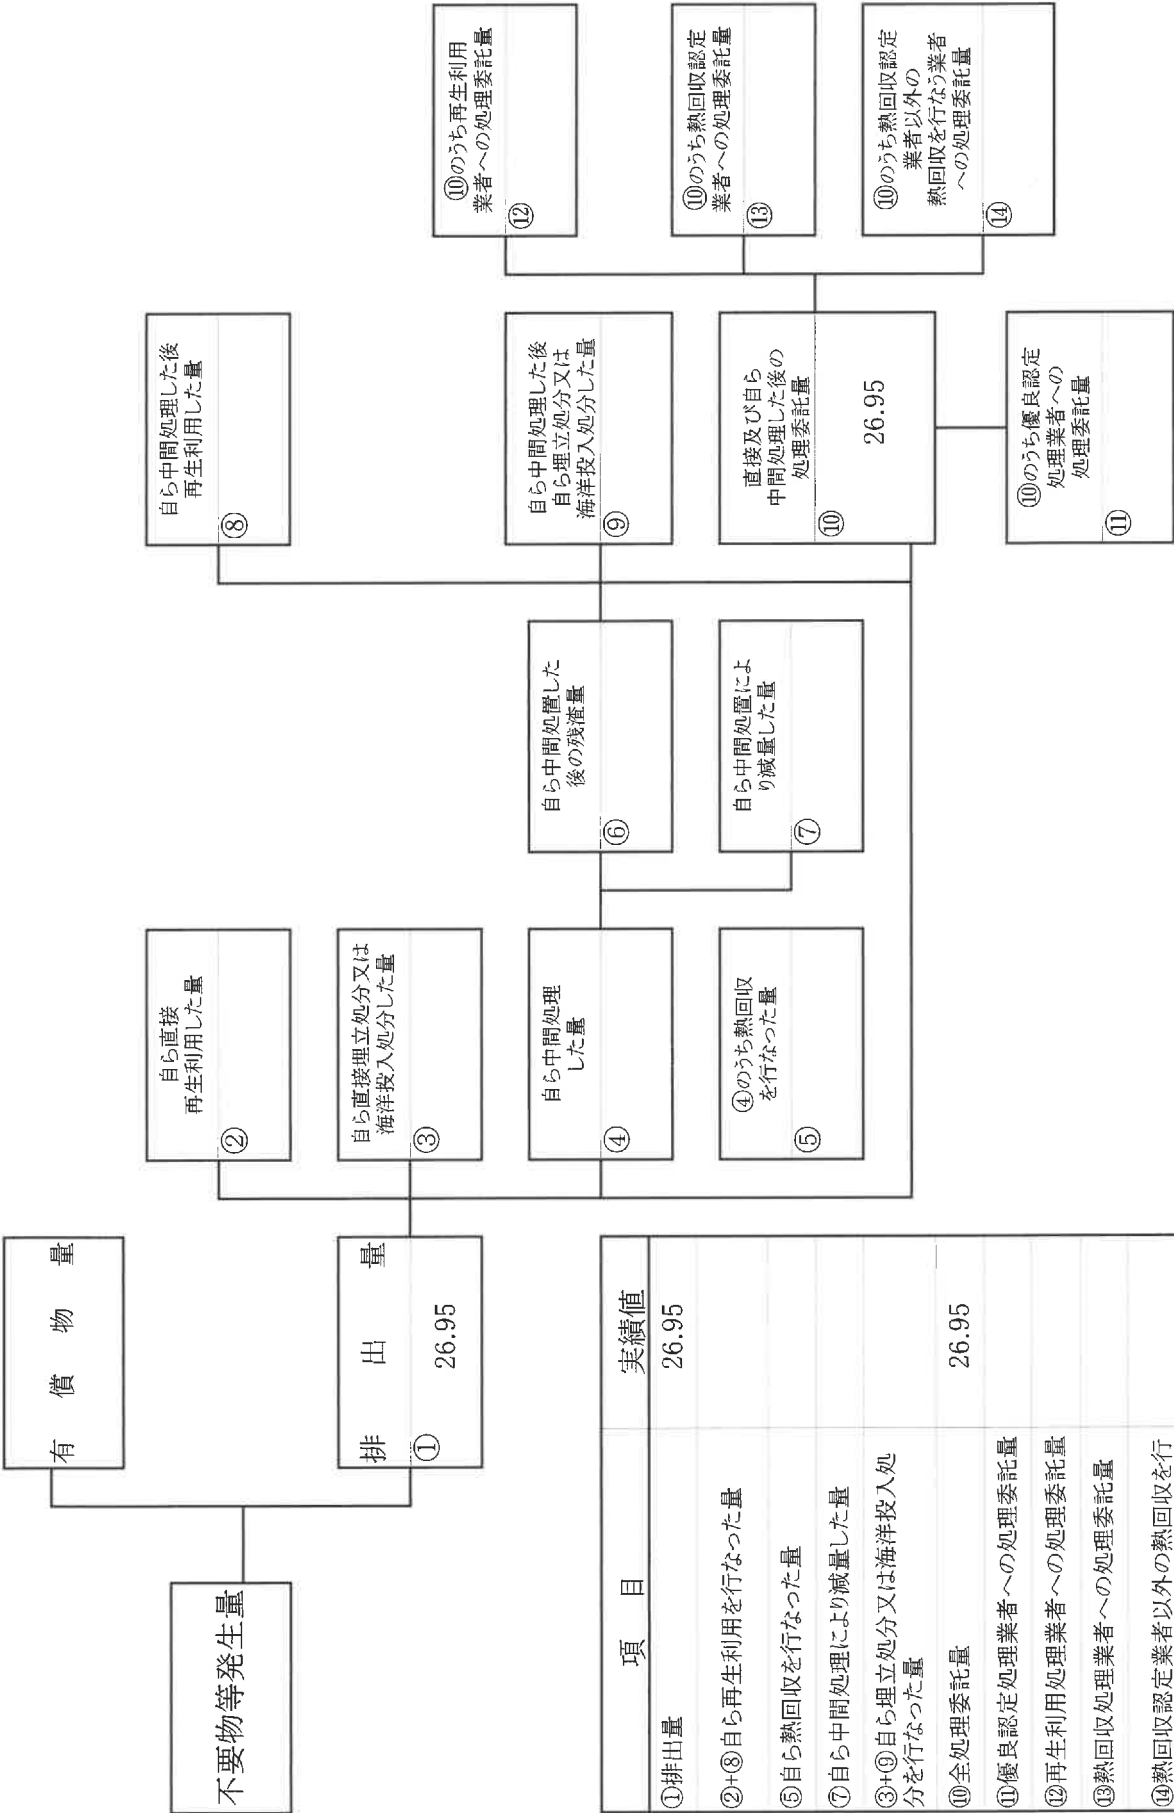 不要物等発生量
有償物量
排出量
①
26.95
自ら直接
再生利用した量
②
自ら直接埋立処分又は
海洋投入処分した量
③
自ら中間処理
した量
④
④のうち熱回収
を行なった量
⑤
自ら中間処置した
後の残渣量
⑥
自ら中間処置によ
り減量した量
⑦
自ら中間処理した後
再生利用した量
⑧
自ら中間処理した後
自ら埋立処分又は
海洋投入処分した量
⑨
直接及び自ら
中間処理した後の
処理委託量
⑩
26.95
⑩のうち優良認定
処理業者への
処理委託量
⑪
⑩のうち再生利用
業者への処理委託量
⑫
⑩のうち熱回収認定
業者への処理委託量
⑬
⑩のうち熱回収認定
業者以外の
熱回収を行なう業者
への処理委託量
⑭
項目 実績値
①排出量 26.95
②+⑧自ら再生利用を行なった量
⑤自ら熱回収を行なった量
⑦自ら中間処理により減量した量
③+⑨自ら埋立処分又は海洋投入処
分を行なった量
⑩全処理委託量 26.95
⑪優良認定処理業者への処理委託量
⑫再生利用処理業者への処理委託量
⑬熱回収処理業者への処理委託量
⑭熱回収認定業者以外の熱回収を行